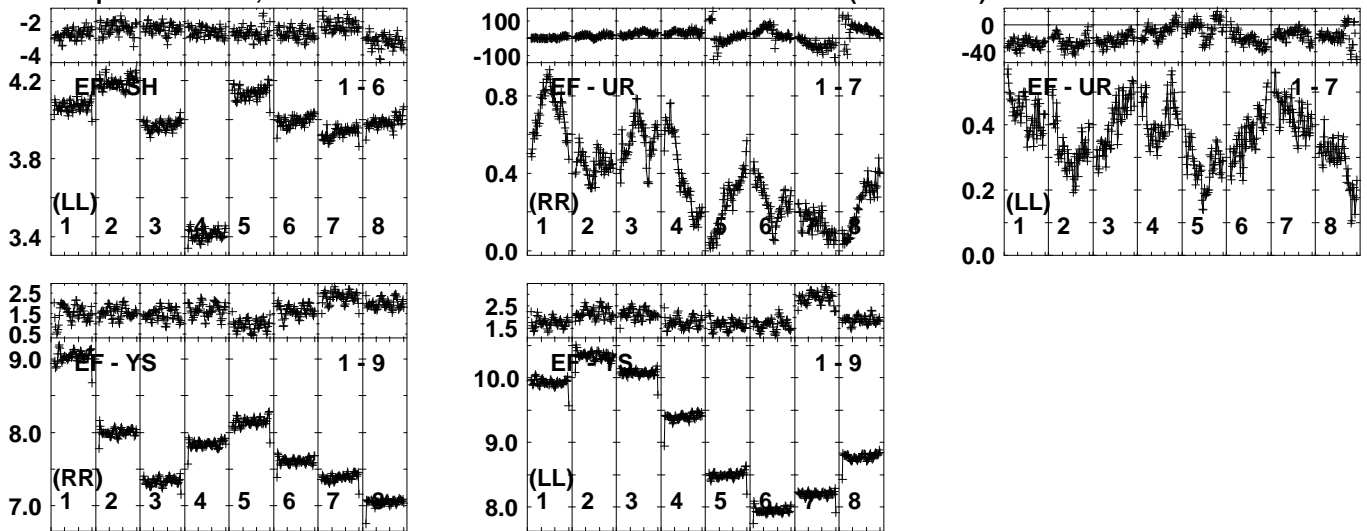 -2
-4
4.2
EF - SH 1 - 6
3.8
(LL)
3.4
1 2 3 4 5 6 7 8
100
-100
0.8
EF - UR 1 - 7
0.4
(RR)
1 2 3 4 5 6 7 8
0.0
0
-40
EF - UR 1 - 7
0.4
0.2
(LL)
1 2 3 4 5 6 7 8
0.0
2.5
1.5
0.5
9.0
EF - YS 1 - 9
8.0
(RR)
7.0
1 2 3 4 5 6 7 8
2.5
1.5
EF - YS 1 - 9
10.0
9.0
(LL)
8.0
1 2 3 4 5 6 7 8